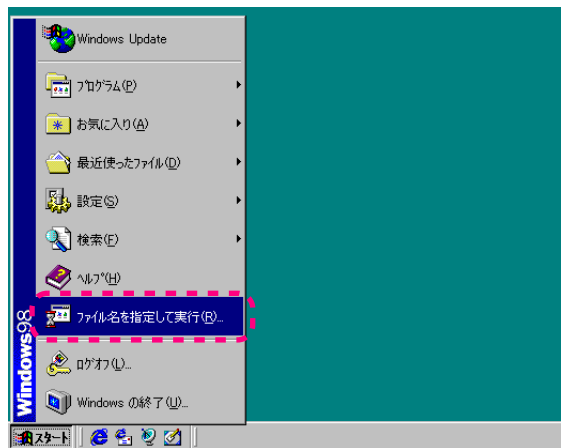 Windows Update
ﾌﾟﾛｸﾞﾗﾑ(P)
お気に入り(A)
最近使ったﾌｧｲﾙ(D)
設定(S)
検索(F)
ﾍﾙﾌﾟ(H)
ﾌｧｲﾙ名を指定して実行(R)...
ﾛｸﾞｵﾌ(L)...
Windows の終了(U)...
Windows98
ｽﾀｰﾄ